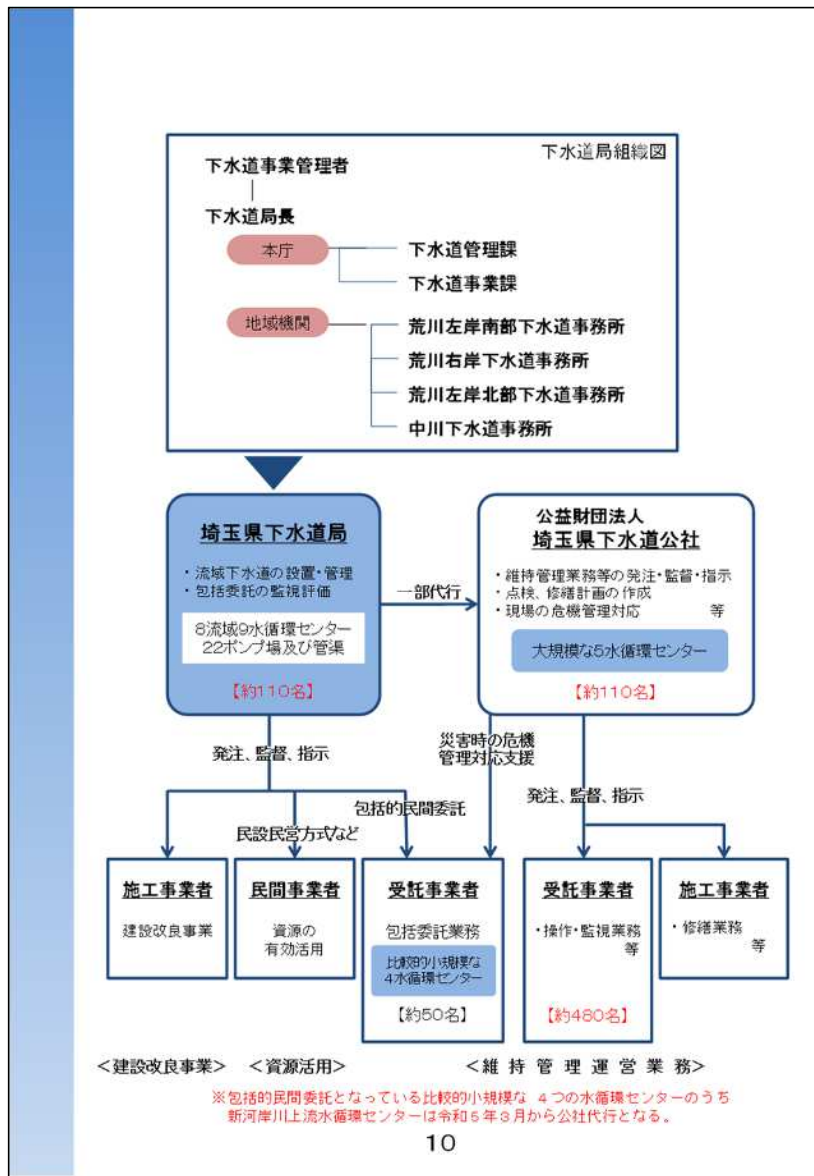 下水道局組織図
下水道事業管理者
下水道局長
本庁
下水道管理課
下水道事業課
地域機関
荒川左岸南部下水道事務所
荒川右岸下水道事務所
荒川左岸北部下水道事務所
中川下水道事務所
埼玉県下水道局
・流域下水道の設置・管理
・包括委託の監視評価
8流域9水循環センター
22ポンプ場及び管渠
【約110名】
一部代行
公益財団法人
埼玉県下水道公社
・維持管理業務等の発注・監督・指示
・点検、修繕計画の作成
・現場の危機管理対応 等
大規模な5水循環センター
【約110名】
発注、監督、指示
民設民営方式など
包括的民間委託
災害時の危機
管理対応支援
発注、監督、指示
施工事業者
建設改良事業
民間事業者
資源の
有効活用
受託事業者
包括委託業務
比較的小規模な
4水循環センター
【約50名】
受託事業者
・操作・監視業務
等
【約480名】
施工事業者
・修繕業務
等
＜建設改良事業＞ ＜資源活用＞ ＜維持管理運営業務＞
※包括的民間委託となっている比較的小規模な 4つの水循環センターのうち
新河岸川上流水循環センターは令和5年3月から公社代行となる。
10